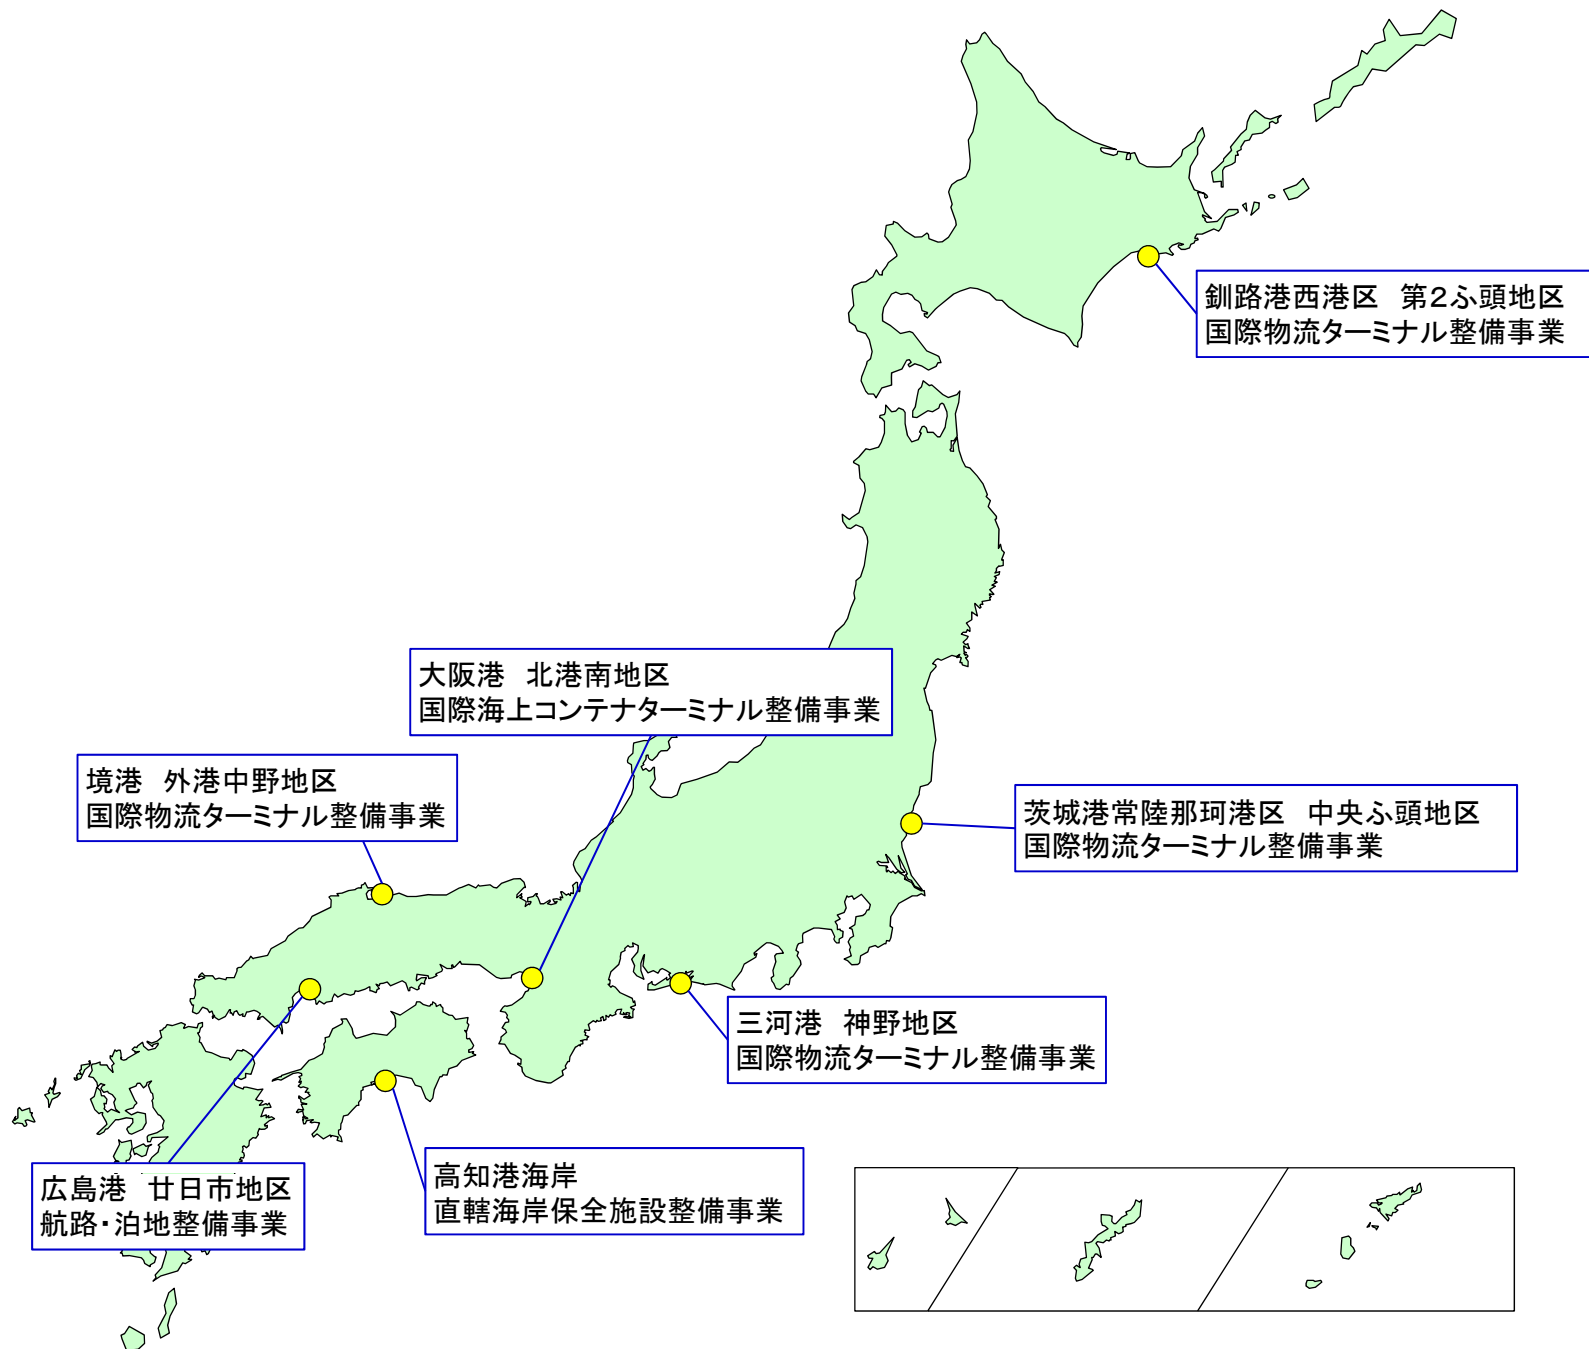 釧路港西港区　第2ふ頭地区
国際物流ターミナル整備事業
大阪港　北港南地区
国際海上コンテナターミナル整備事業
境港　外港中野地区
国際物流ターミナル整備事業
茨城港常陸那珂港区　中央ふ頭地区
国際物流ターミナル整備事業
三河港　神野地区
国際物流ターミナル整備事業
高知港海岸
直轄海岸保全施設整備事業
広島港　廿日市地区
航路・泊地整備事業